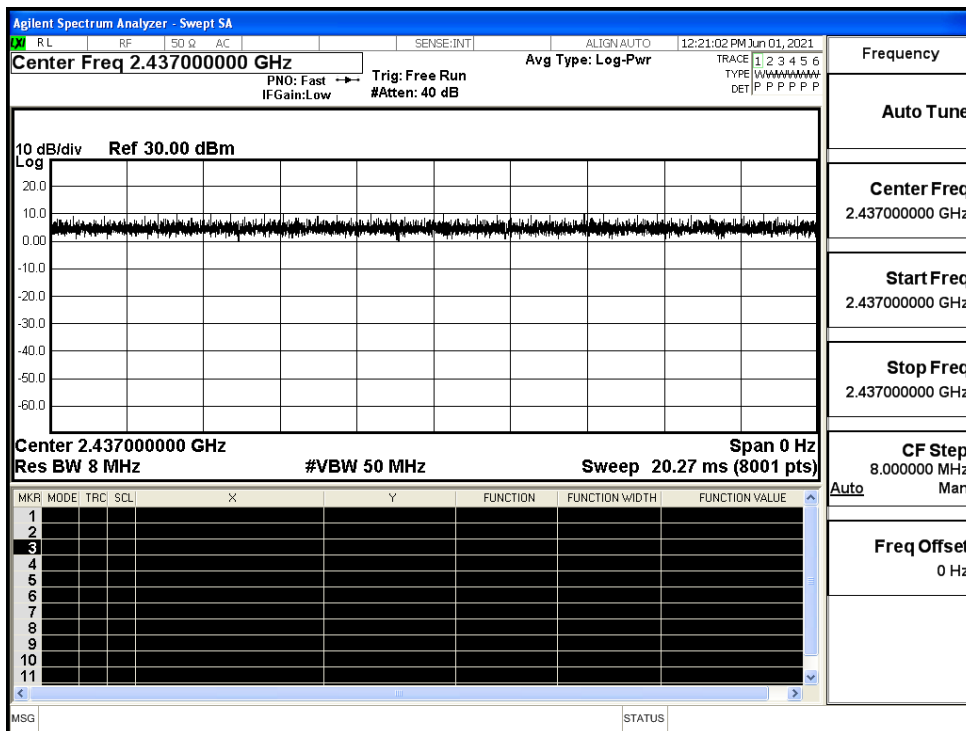 Agilent Spectrum Analyzer - Swept SA
LXI RL RF 50 Ω AC SENSE:INT ALIGN AUTO 12:21:02 PM Jun 01, 2021
Center Freq 2.437000000 GHz
PNO: Fast
IFGain:Low
Trig: Free Run
#Atten: 40 dB
Avg Type: Log-Pwr
TRACE 1 2 3 4 5 6
TYPE WWWWWW
DET P P P P P P
10 dB/div Ref 30.00 dBm
Log
20.0
10.0
0.00
-10.0
-20.0
-30.0
-40.0
-50.0
-60.0
Center 2.437000000 GHz Span 0 Hz
Res BW 8 MHz #VBW 50 MHz Sweep 20.27 ms (8001 pts)
MKR MODE TRC SCL X Y FUNCTION FUNCTION WIDTH FUNCTION VALUE
1
2
3
4
5
6
7
8
9
10
11
MSG STATUS
Frequency
Auto Tune
Center Freq
2.437000000 GHz
Start Freq
2.437000000 GHz
Stop Freq
2.437000000 GHz
CF Step
8.000000 MHz
Auto Man
Freq Offset
0 Hz